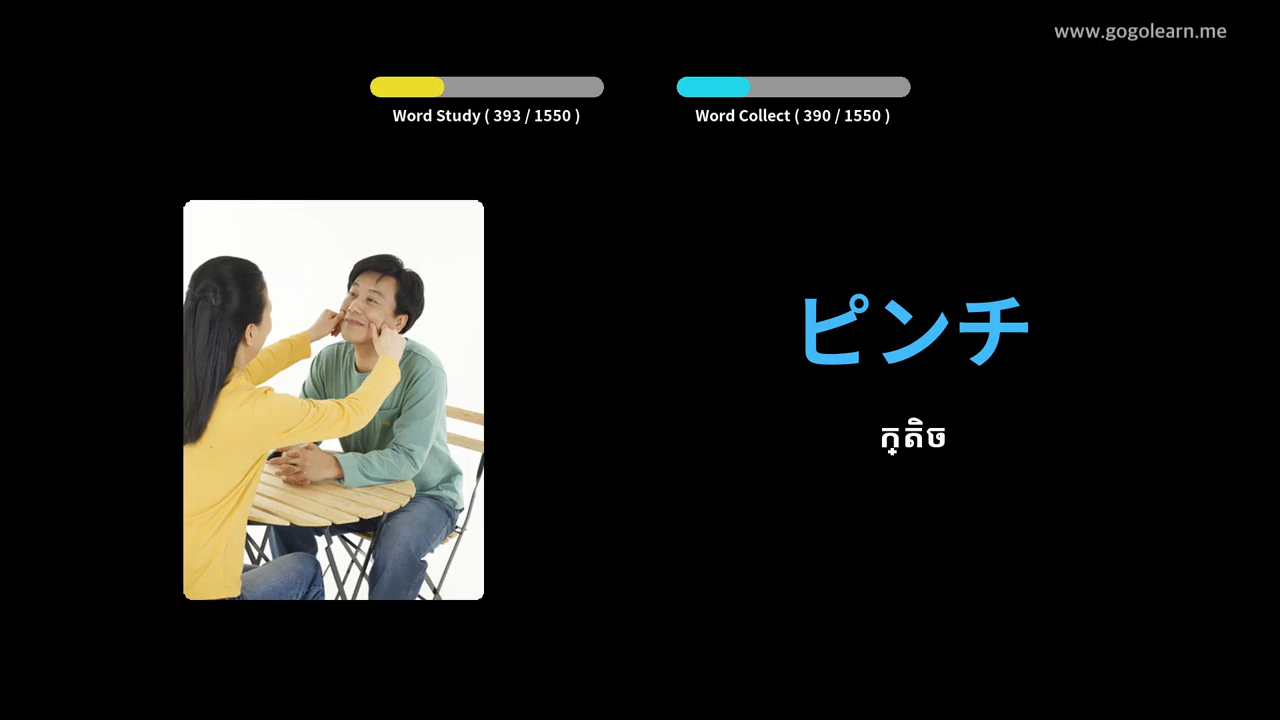 www.gogolearn.me
Word Study ( 393 / 1550 )
Word Collect ( 390 / 1550 )
ピンチ
ក្តិច